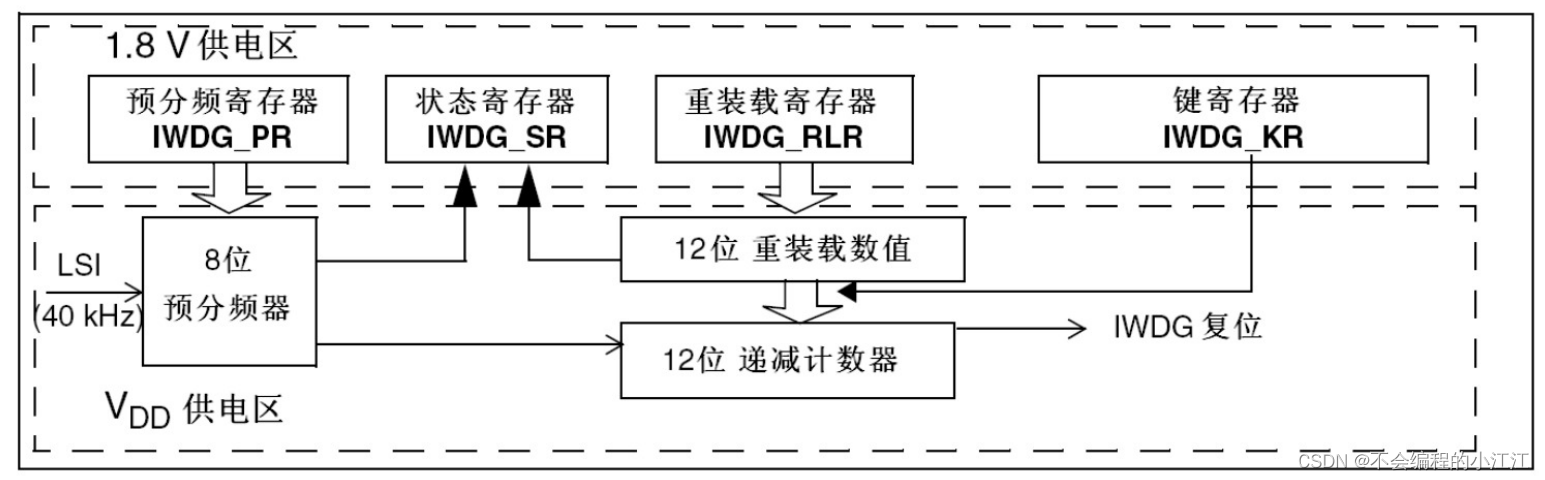 1.8 V 供电区
预分频寄存器
IWDG_PR
状态寄存器
IWDG_SR
重装载寄存器
IWDG_RLR
键寄存器
IWDG_KR
LSI
(40 kHz)
8位
预分频器
12位 重装载数值
12位 递减计数器
IWDG 复位
VDD 供电区
CSDN @不会编程的小江江